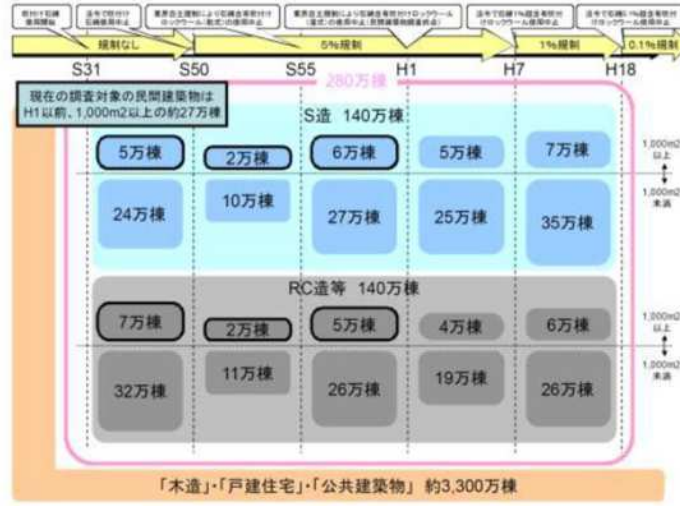 規制なし
5%規制
1%規制
0.1%規制
S31
S50
S55
H1
H7
H18
280万棟
現在の調査対象の民間建築物は
H1以前、1,000m2以上の約27万棟
S造 140万棟
5万棟
2万棟
6万棟
5万棟
7万棟
1,000m2
以上
1,000m2
未満
24万棟
10万棟
27万棟
25万棟
35万棟
RC造等 140万棟
7万棟
2万棟
5万棟
4万棟
6万棟
1,000m2
以上
1,000m2
未満
32万棟
11万棟
26万棟
19万棟
26万棟
「木造」・「戸建住宅」・「公共建築物」 約3,300万棟